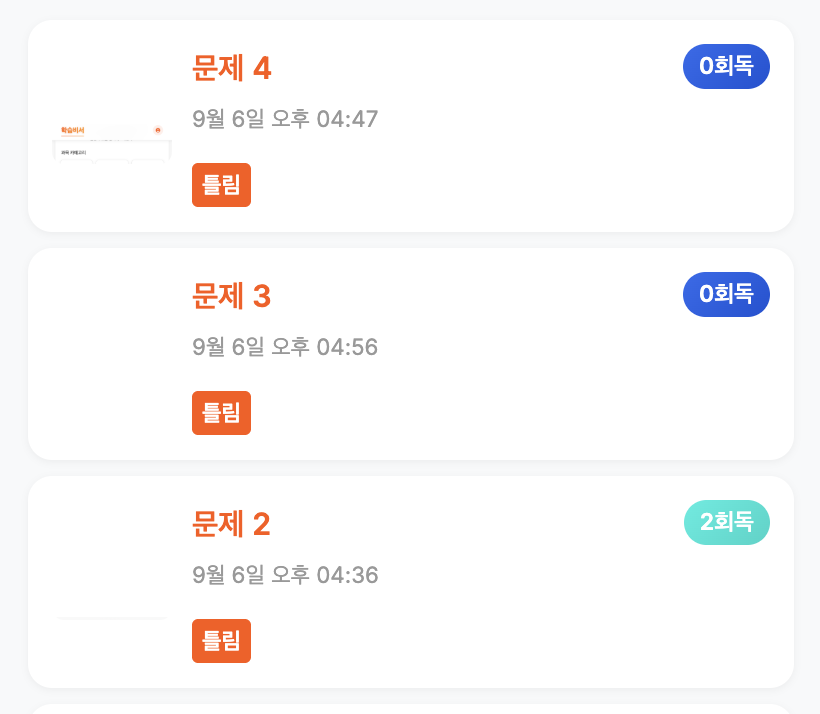 문제 4
0회독
9월 6일 오후 04:47
학습비서
과목 카테고리
틀림
문제 3
0회독
9월 6일 오후 04:56
틀림
문제 2
2회독
9월 6일 오후 04:36
틀림